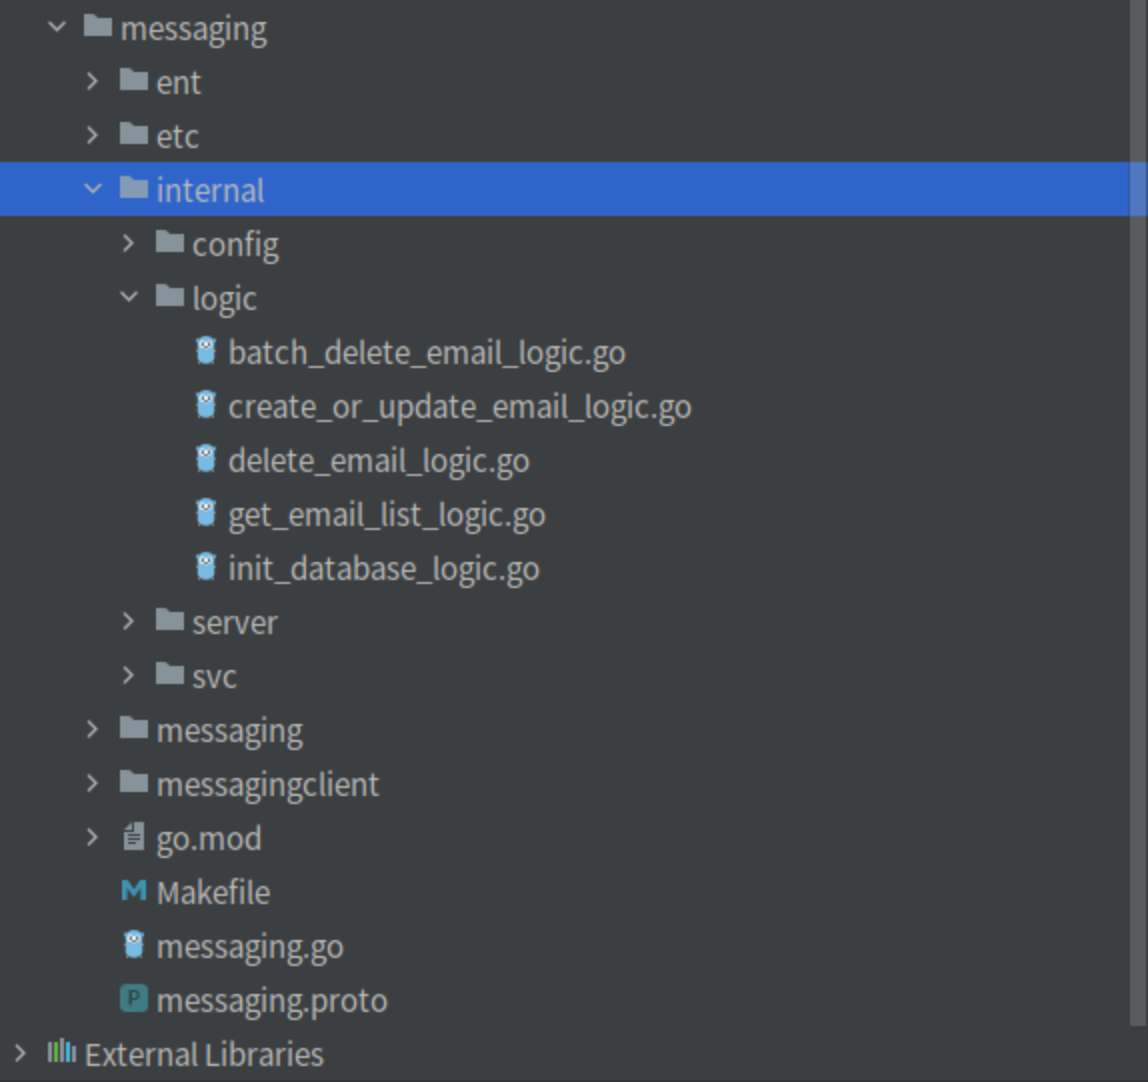 messaging
ent
etc
internal
config
logic
batch_delete_email_logic.go
create_or_update_email_logic.go
delete_email_logic.go
get_email_list_logic.go
init_database_logic.go
server
svc
messaging
messagingclient
go.mod
M Makefile
messaging.go
P messaging.proto
External Libraries